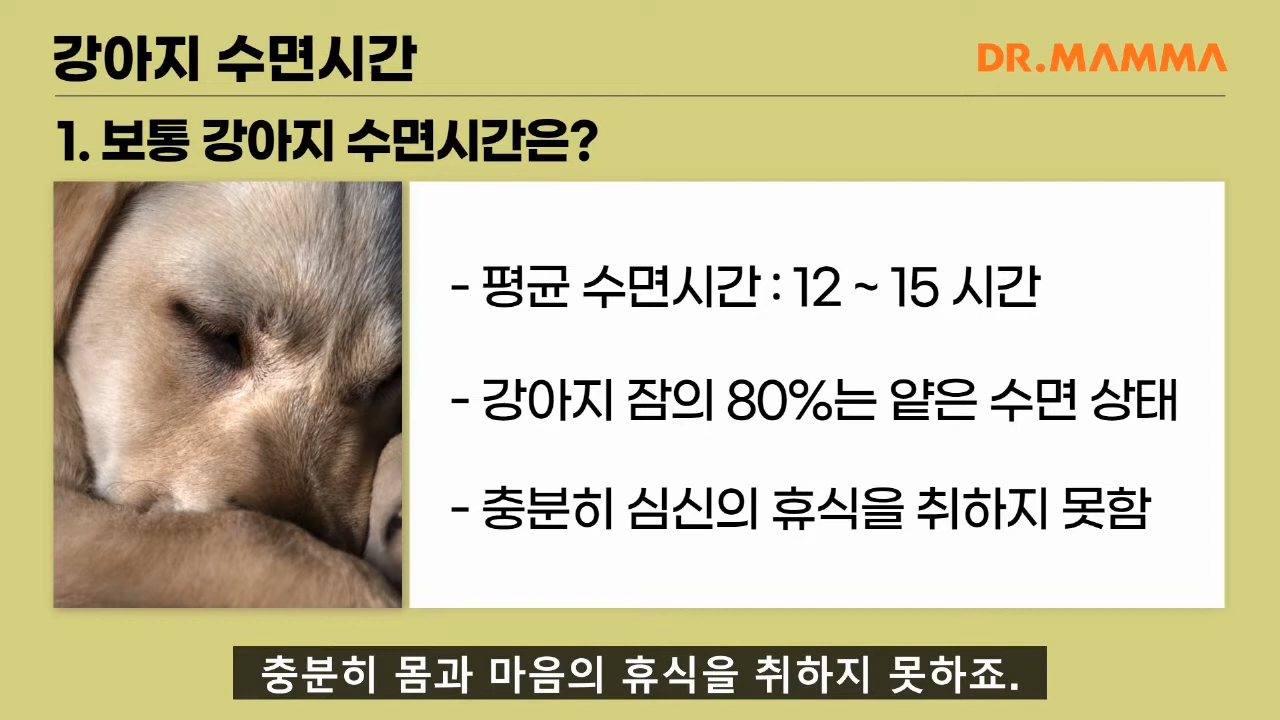 강아지 수면시간
DR.MAMMA
1. 보통 강아지 수면시간은?
- 평균 수면시간 : 12 ~ 15 시간
- 강아지 잠의 80%는 얕은 수면 상태
- 충분히 심신의 휴식을 취하지 못함
충분히 몸과 마음의 휴식을 취하지 못하죠.